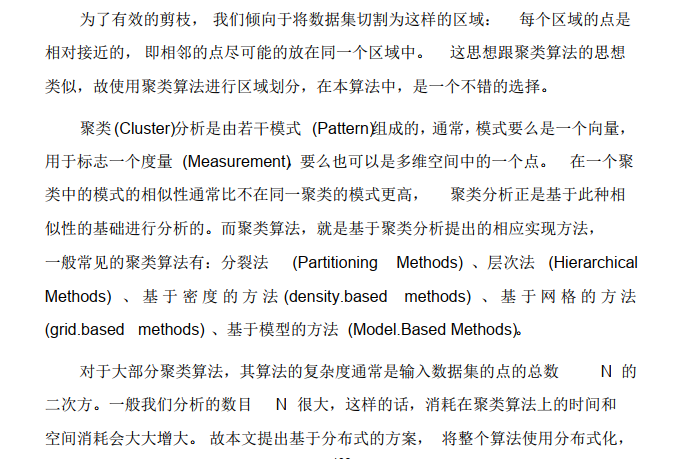 为了有效的剪枝， 我们倾向于将数据集切割为这样的区域： 每个区域的点是
相对接近的， 即相邻的点尽可能的放在同一个区域中。 这思想跟聚类算法的思想
类似，故使用聚类算法进行区域划分，在本算法中，是一个不错的选择。
聚类(Cluster)分析是由若干模式 (Pattern)组成的，通常，模式要么是一个向量，
用于标志一个度量 (Measurement)，要么也可以是多维空间中的一个点。 在一个聚
类中的模式的相似性通常比不在同一聚类的模式更高， 聚类分析正是基于此种相
似性的基础进行分析的。而聚类算法，就是基于聚类分析提出的相应实现方法，
一般常见的聚类算法有：分裂法 (Partitioning Methods) 、层次法 (Hierarchical
Methods) 、基于密度的方法(density.based methods) 、基于网格的方法
(grid.based methods) 、基于模型的方法 (Model.Based Methods)。
对于大部分聚类算法，其算法的复杂度通常是输入数据集的点的总数 N 的
二次方。一般我们分析的数目 N 很大，这样的话，消耗在聚类算法上的时间和
空间消耗会大大增大。 故本文提出基于分布式的方案， 将整个算法使用分布式化，